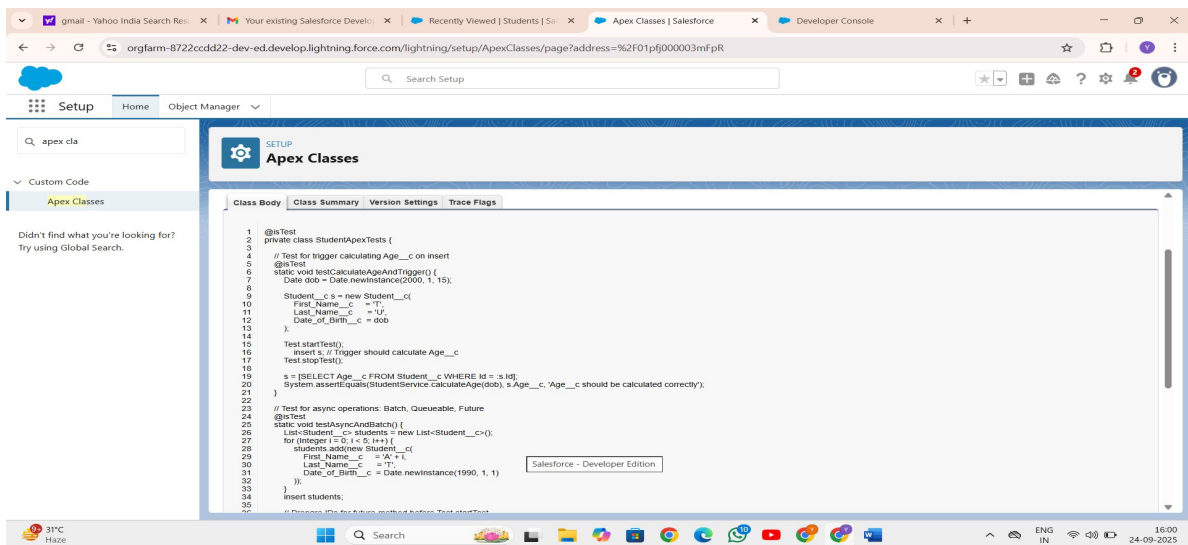 gmail - Yahoo India Search Res
Your existing Salesforce Develo
Recently Viewed | Students | Sa
Apex Classes | Salesforce
Developer Console
orgfarm-8722ccdd22-dev-ed.develop.lightning.force.com/lightning/setup/ApexClasses/page?address=%2F01pfj000003mFpR
Y
Search Setup
2
Setup
Home
Object Manager
apex cla
SETUP
Apex Classes
Custom Code
Apex Classes
Didn't find what you're looking for?
Try using Global Search.
Class Body Class Summary Version Settings Trace Flags
1 @isTest
2 private class StudentApexTests {
3
4 // Test for trigger calculating Age__c on insert
5 @isTest
6 static void testCalculateAgeAndTrigger() {
7 Date dob = Date.newInstance(2000, 1, 15);
8
9 Student__c s = new Student__c(
10 First_Name__c = 'T',
11 Last_Name__c = 'U',
12 Date_of_Birth__c = dob
13 );
14
15 Test.startTest();
16 insert s; // Trigger should calculate Age__c
17 Test.stopTest();
18
19 s = [SELECT Age__c FROM Student__c WHERE Id = :s.Id];
20 System.assertEquals(StudentService.calculateAge(dob), s.Age__c, 'Age__c should be calculated correctly');
21 }
22
23 // Test for async operations: Batch, Queueable, Future
24 @isTest
25 static void testAsyncAndBatch() {
26 List<Student__c> students = new List<Student__c>();
27 for (Integer i = 0; i < 5; i++) {
28 students.add(new Student__c(
29 First_Name__c = 'A' + i,
30 Last_Name__c = 'T',
31 Date_of_Birth__c = Date.newInstance(1990, 1, 1)
32 ));
33 }
34 insert students;
35
Salesforce - Developer Edition
31°C
Haze
Search
ENG
IN
16:00
24-09-2025